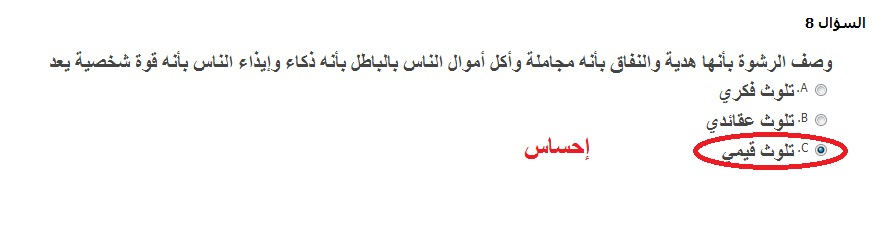 السؤال 8
وصف الرشوة بأنها هدية والنفاق بأنه مجاملة وأكل أموال الناس بالباطل بأنه ذكاء وإيذاء الناس بأنه قوة شخصية يعد
A. تلوث فكري
B. تلوث عقائدي
C. تلوث قيمي
إحساس